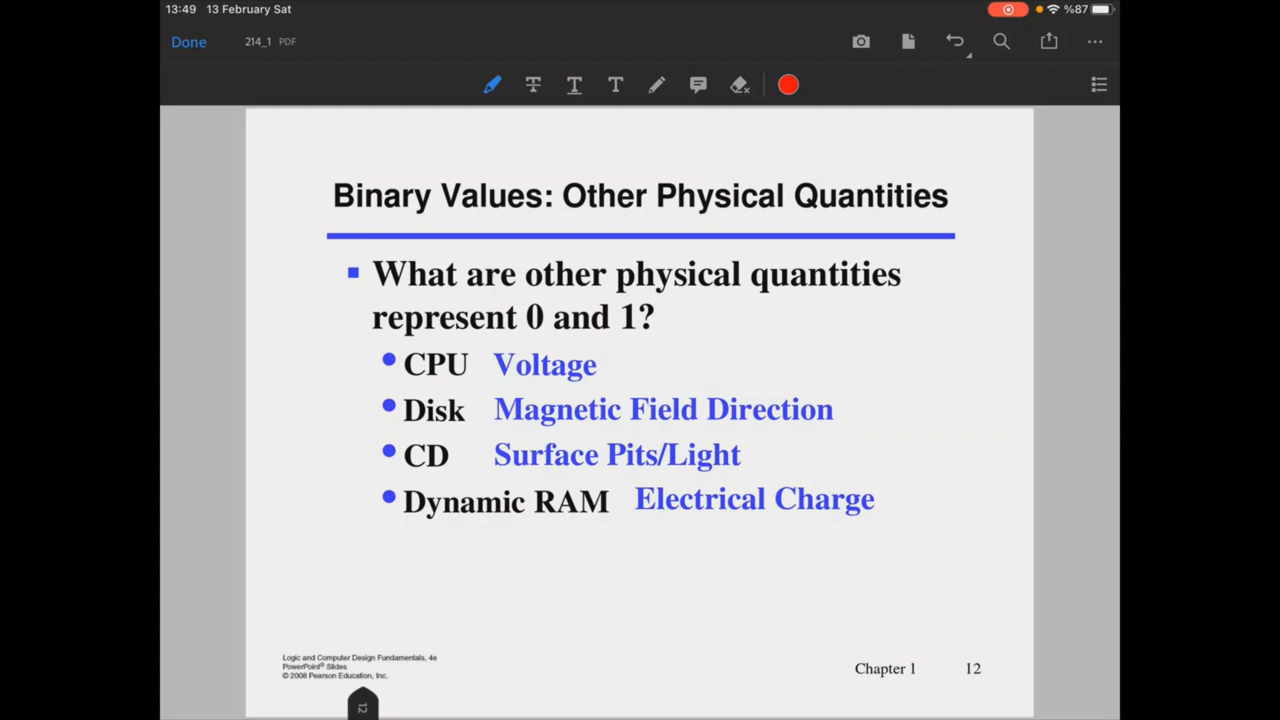 13:49 13 February Sat
%87
Done 214_1 PDF
Binary Values: Other Physical Quantities
What are other physical quantities
represent 0 and 1?
CPU Voltage
Disk Magnetic Field Direction
CD Surface Pits/Light
Dynamic RAM Electrical Charge
Logic and Computer Design Fundamentals, 4e
PowerPoint® Slides
© 2008 Pearson Education, Inc.
Chapter 1 12
12